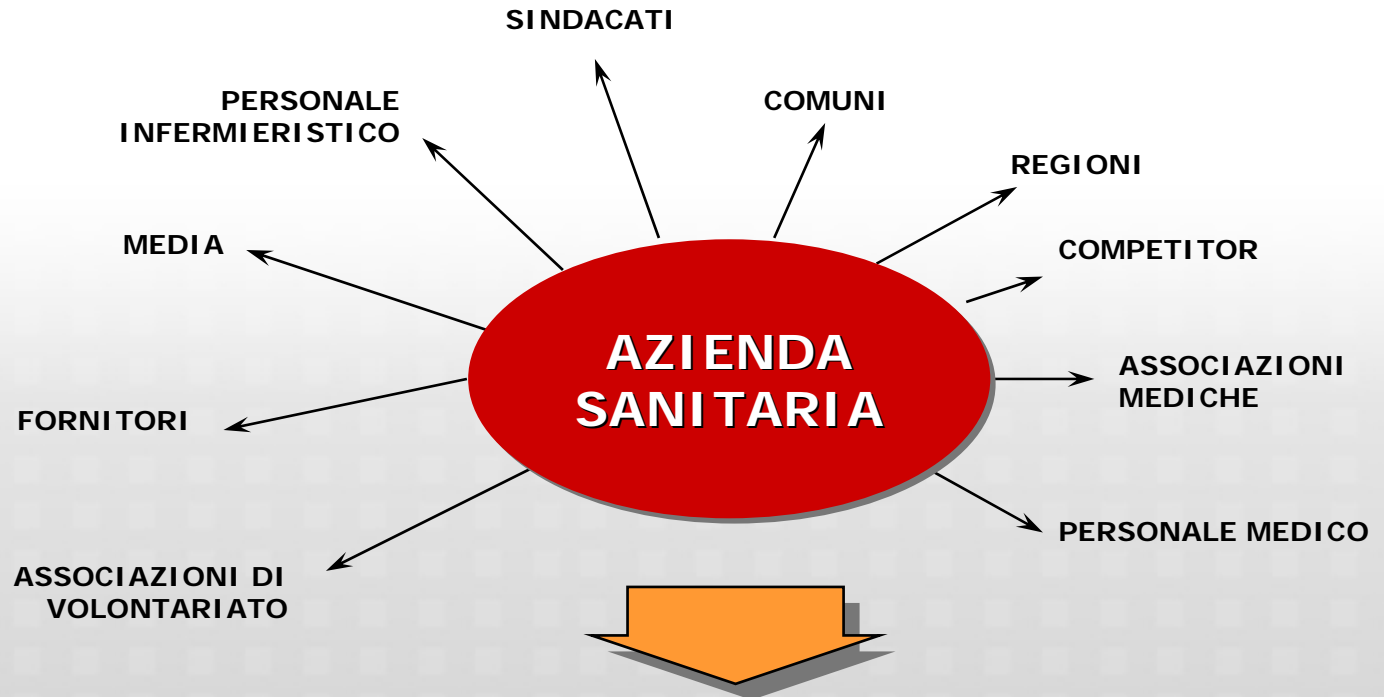 SINDACATI
PERSONALE
INFERMIERISTICO
COMUNI
REGIONI
MEDIA
COMPETITOR
AZIENDA
SANITARIA
ASSOCIAZIONI
MEDICHE
FORNITORI
PERSONALE MEDICO
ASSOCIAZIONI DI
VOLONTARIATO